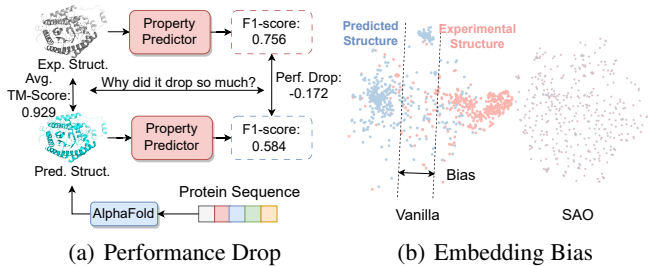 Property
Predictor
F1-score:
0.756
Exp. Struct.
Avg.
TM-Score:
0.929
Why did it drop so much?
Perf. Drop:
-0.172
Property
Predictor
F1-score:
0.584
Pred. Struct.
AlphaFold
Protein Sequence
(a) Performance Drop
Predicted
Structure
Experimental
Structure
Bias
Vanilla
SAO
(b) Embedding Bias